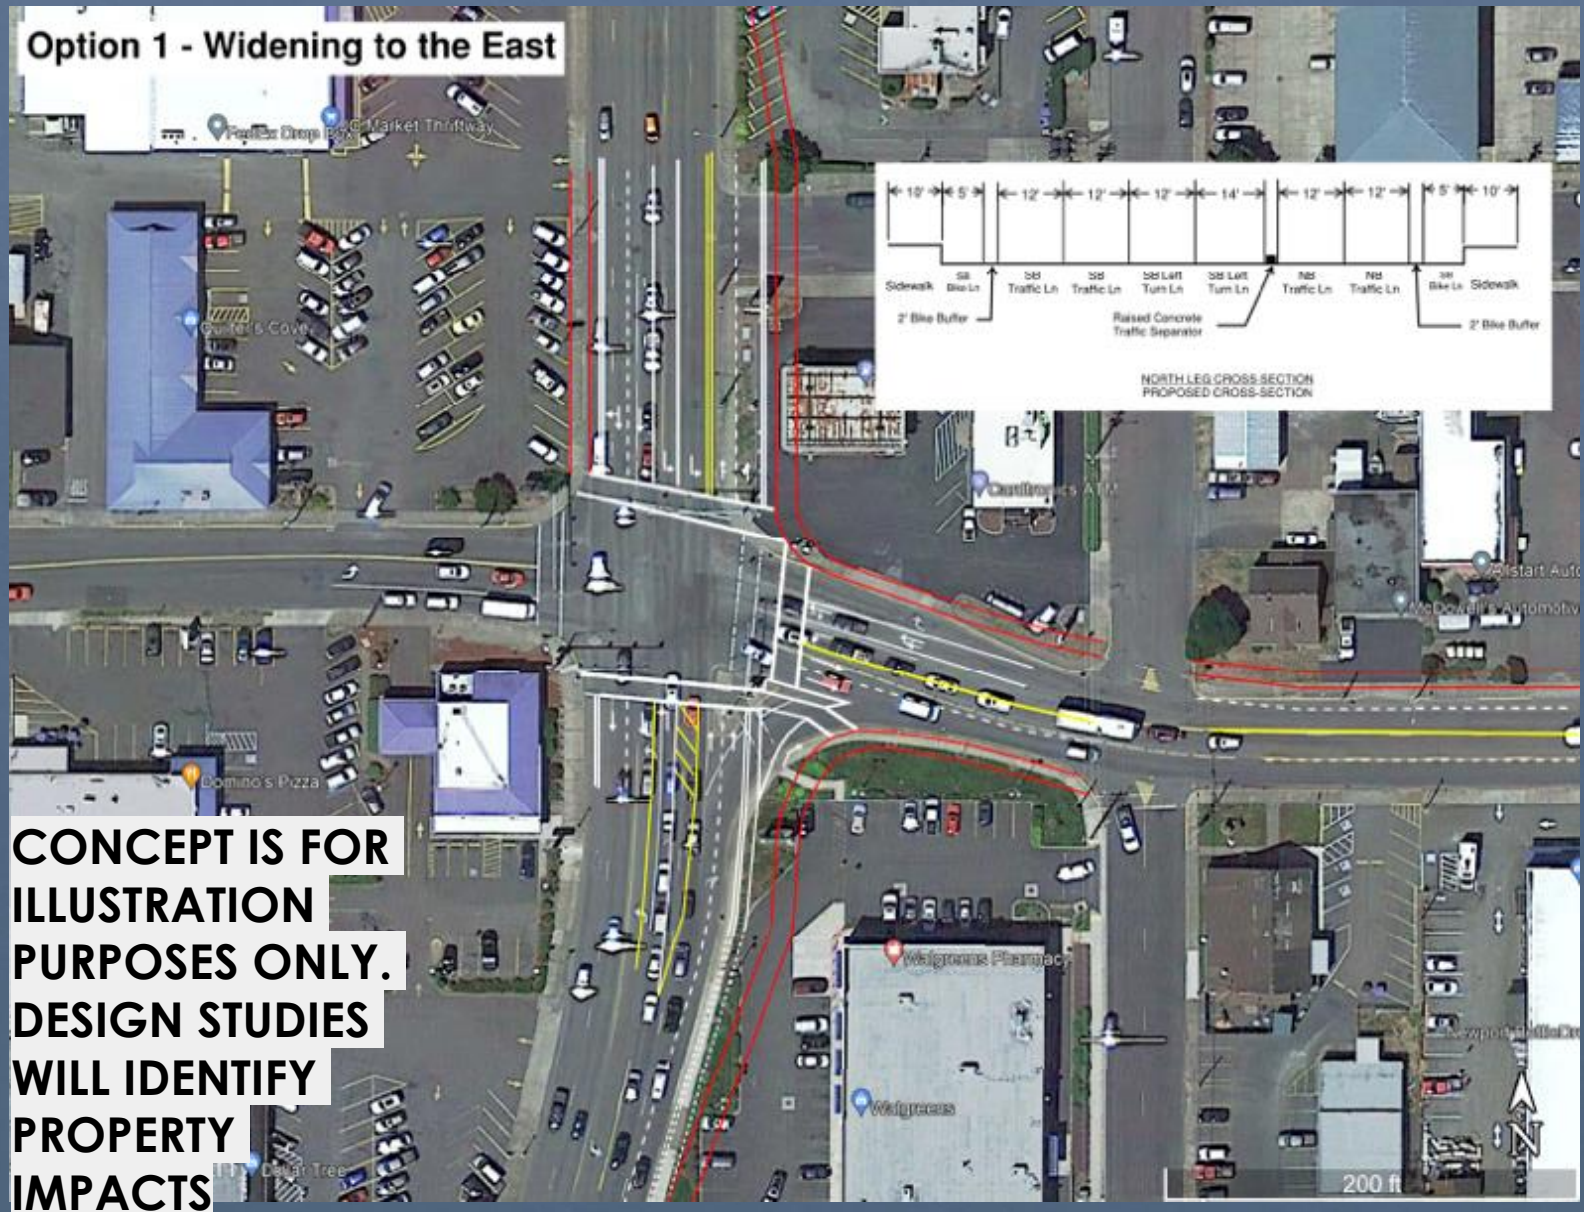 Option 1 - Widening to the East
FedEx Drop Box
JC Market Thriftway
10' 5' 12' 12' 12' 14' 12' 12' 5' 10'
Sidewalk
SB
Bike Ln
SB
Traffic Ln
SB
Traffic Ln
SB Left
Turn Ln
SB Left
Turn Ln
NB
Traffic Ln
NB
Traffic Ln
Bike Ln
Sidewalk
2' Bike Buffer
Raised Concrete
Traffic Separator
2' Bike Buffer
NORTH LEG CROSS-SECTION
PROPOSED CROSS-SECTION
Quilter's Cove
Cardtronics ATM
Allstart Auto
McDowell's Automotiv
Domino's Pizza
CONCEPT IS FOR
ILLUSTRATION
PURPOSES ONLY.
DESIGN STUDIES
WILL IDENTIFY
PROPERTY
IMPACTS
Walgreens Pharmacy
Walgreens
Dollar Tree
N
200 ft